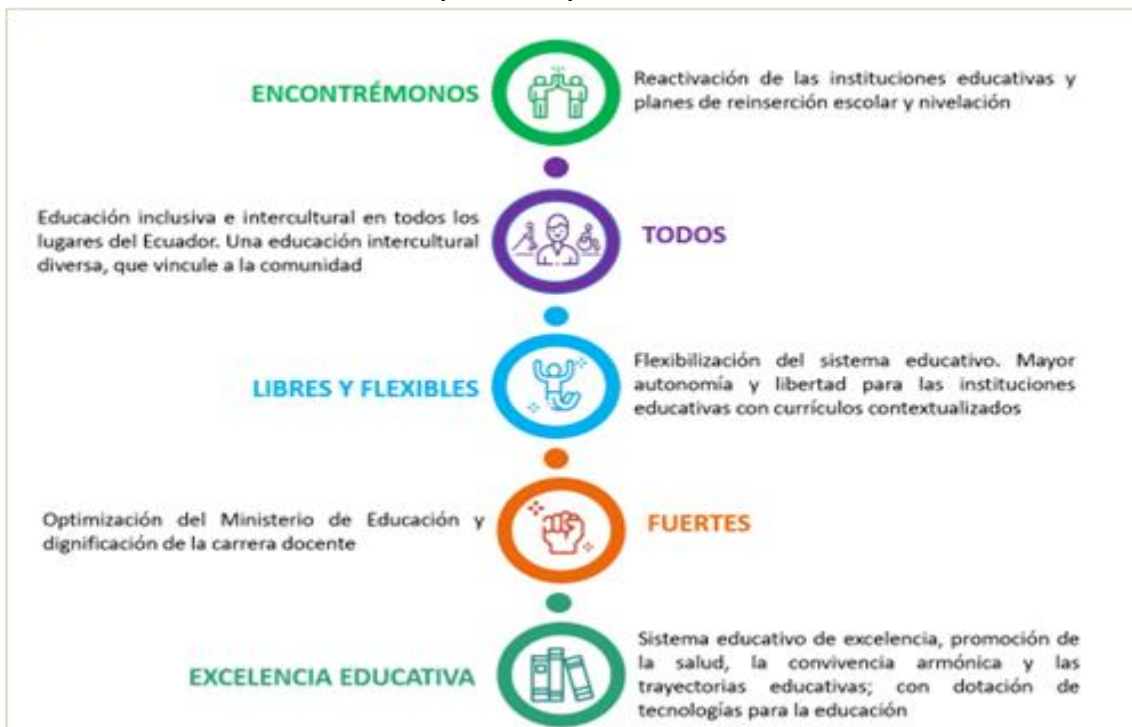 ENCONTRÉMONOS
Reactivación de las instituciones educativas y
planes de reinserción escolar y nivelación
Educación inclusiva e intercultural en todos los
lugares del Ecuador. Una educación intercultural
diversa, que vincule a la comunidad
TODOS
LIBRES Y FLEXIBLES
Flexibilización del sistema educativo. Mayor
autonomía y libertad para las instituciones
educativas con currículos contextualizados
Optimización del Ministerio de Educación y
dignificación de la carrera docente
FUERTES
EXCELENCIA EDUCATIVA
Sistema educativo de excelencia, promoción de
la salud, la convivencia armónica y las
trayectorias educativas; con dotación de
tecnologías para la educación